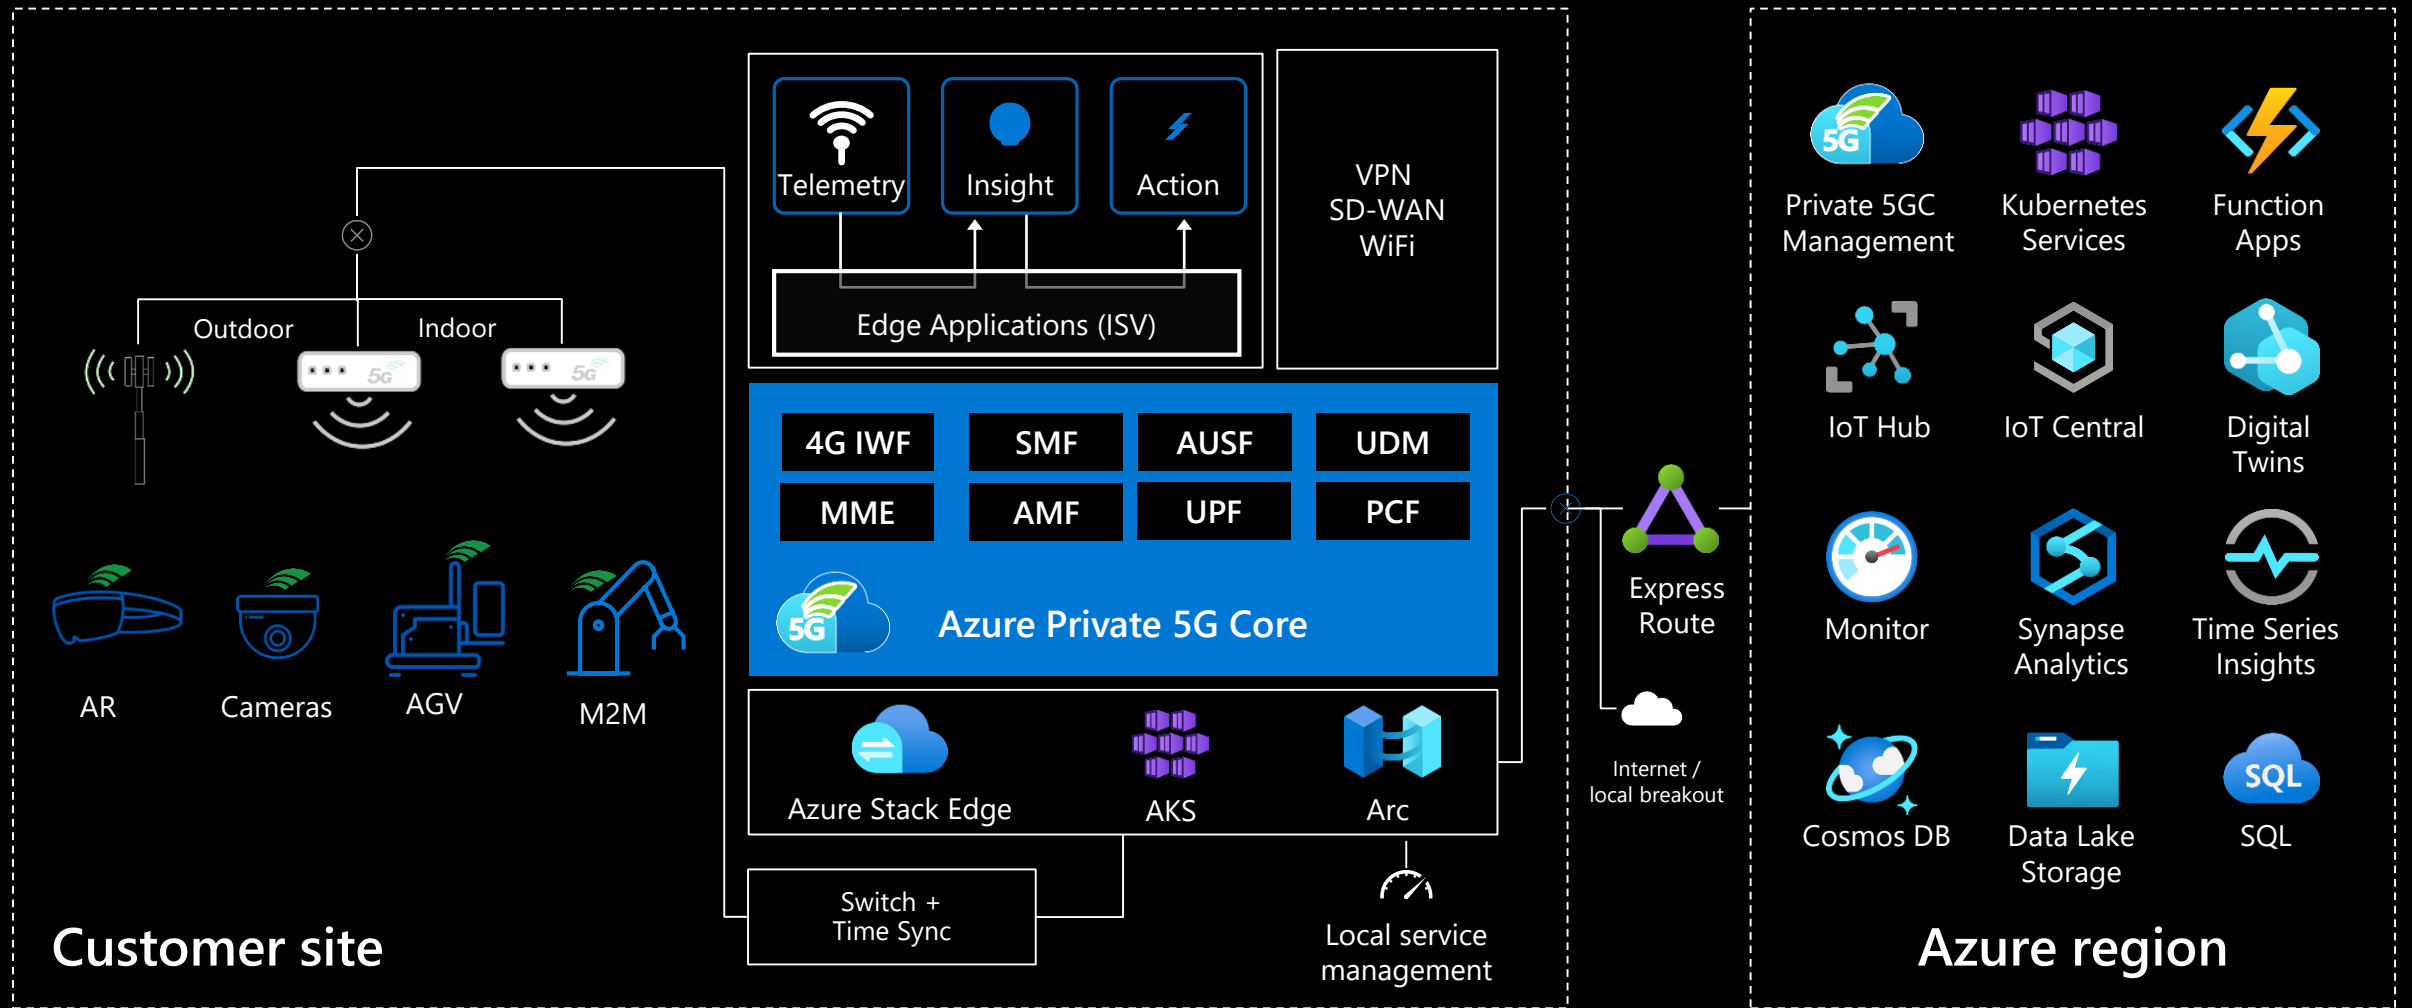 Telemetry
Insight
Action
Edge Applications (ISV)
VPN
SD-WAN
WiFi
Outdoor
Indoor
5G
5G
AR
Cameras
AGV
M2M
4G IWF
SMF
AUSF
UDM
MME
AMF
UPF
PCF
5G
Azure Private 5G Core
Azure Stack Edge
AKS
Arc
Switch +
Time Sync
Local service
management
Customer site
Express
Route
Internet /
local breakout
5G
Private 5GC
Management
Kubernetes
Services
Function
Apps
IoT Hub
IoT Central
Digital
Twins
Monitor
Synapse
Analytics
Time Series
Insights
Cosmos DB
Data Lake
Storage
SQL
SQL
Azure region